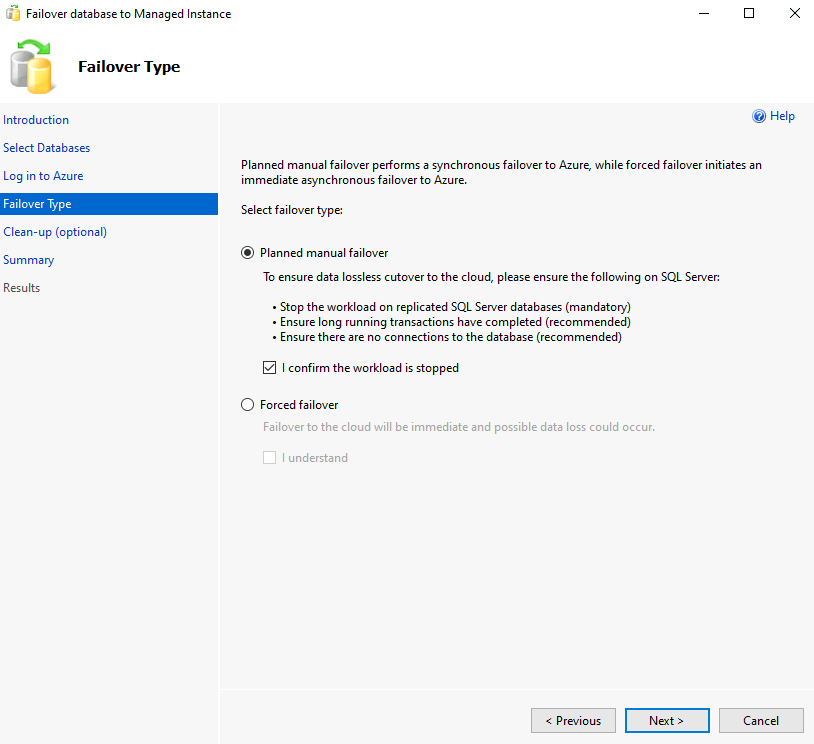 Failover database to Managed Instance
Failover Type
Introduction
Select Databases
Log in to Azure
Failover Type
Clean-up (optional)
Summary
Results
Help
Planned manual failover performs a synchronous failover to Azure, while forced failover initiates an
immediate asynchronous failover to Azure.
Select failover type:
Planned manual failover
To ensure data lossless cutover to the cloud, please ensure the following on SQL Server:
• Stop the workload on replicated SQL Server databases (mandatory)
• Ensure long running transactions have completed (recommended)
• Ensure there are no connections to the database (recommended)
I confirm the workload is stopped
Forced failover
Failover to the cloud will be immediate and possible data loss could occur.
I understand
< Previous
Next >
Cancel